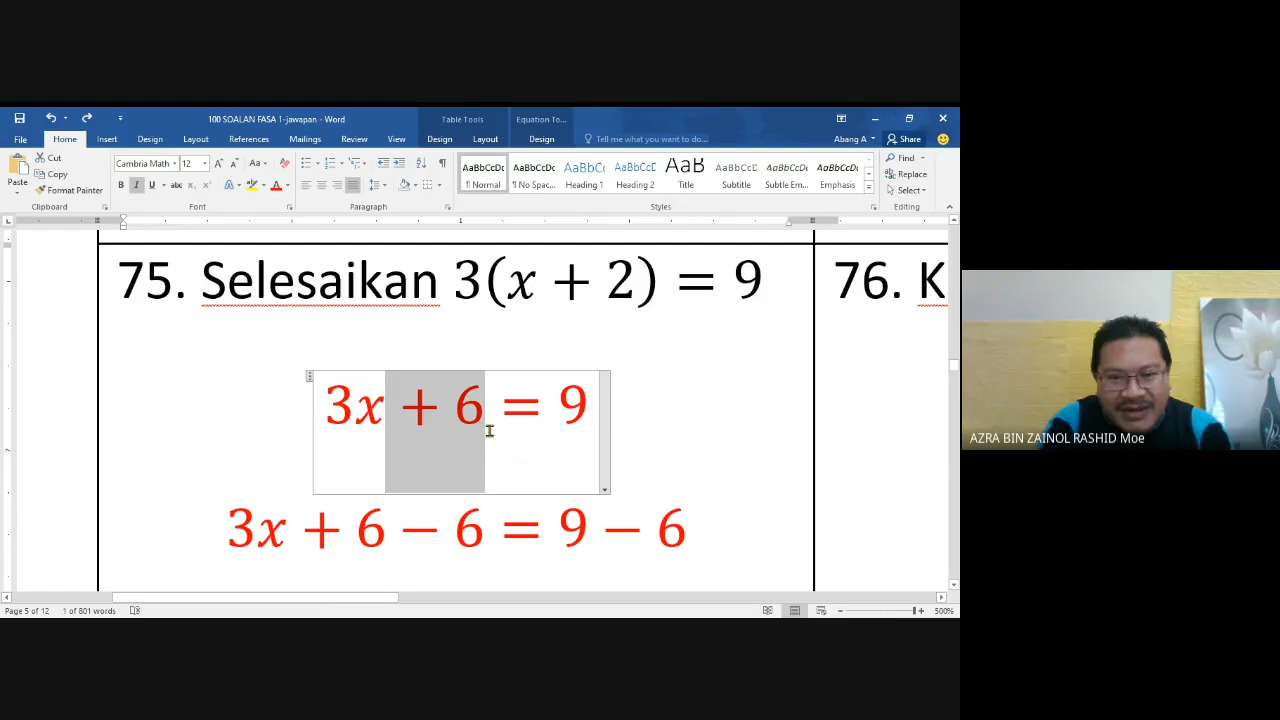 100 SOALAN FASA 1-jawapan - Word
Table Tools
Equation To...
File Home Insert Design Layout References Mailings Review View Design Layout Design Tell me what you want to do... Abang A Share
Paste
Cut
Copy
Format Painter
Clipboard
Cambria Math 12
Font
Paragraph
AaBbCcDc ¶ Normal
AaBbCcDc ¶ No Spac...
AaBbCc Heading 1
AaBbCcE Heading 2
AaB Title
AaBbCcD Subtitle
AaBbCcDc Subtle Em...
AaBbCcDc Emphasis
Styles
Find
Replace
Select
Editing
75. Selesaikan 3(x + 2) = 9
76. K
3x + 6 = 9
3x + 6 − 6 = 9 − 6
Page 5 of 12 1 of 801 words
500%
AZRA BIN ZAINOL RASHID Moe